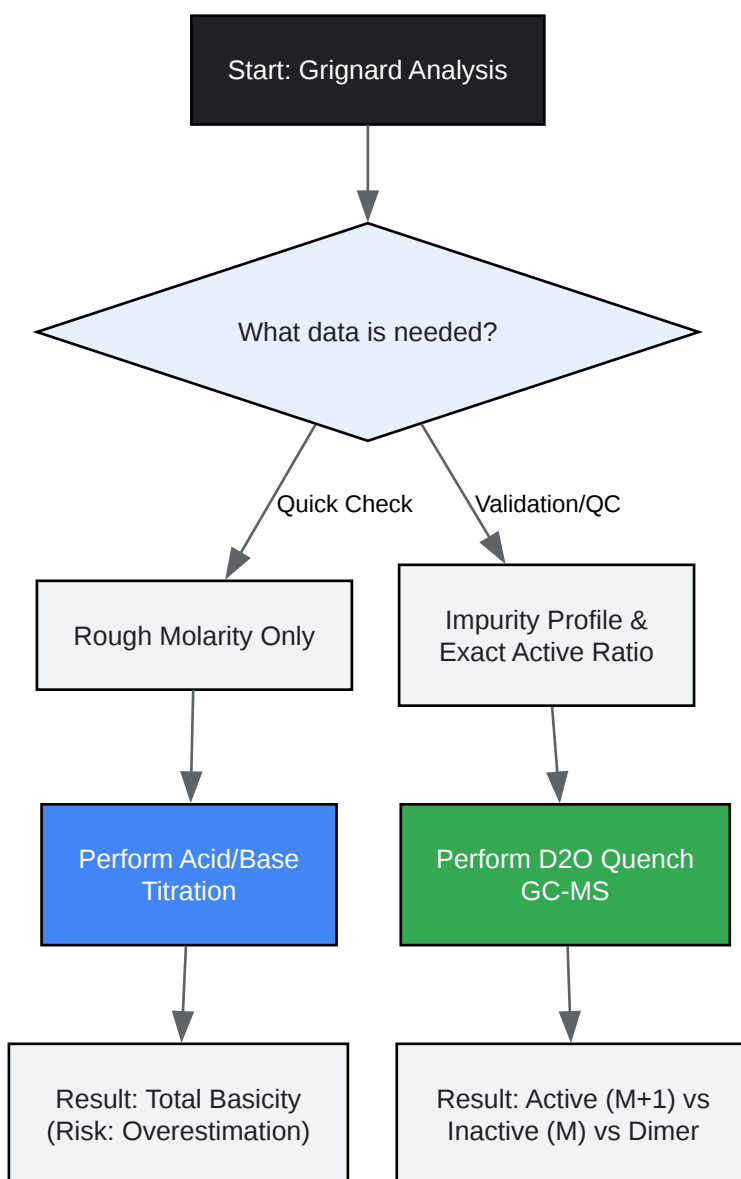 Start: Grignard Analysis
What data is needed?
Quick Check
Validation/QC
Rough Molarity Only
Impurity Profile &
Exact Active Ratio
Perform Acid/Base
Titration
Perform D2O Quench
GC-MS
Result: Total Basicity
(Risk: Overestimation)
Result: Active (M+1) vs
Inactive (M) vs Dimer